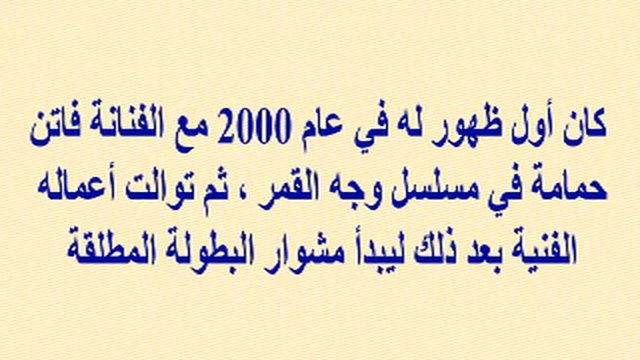 كان أول ظهور له في عام 2000 مع الفنانة فاتن
حمامة في مسلسل وجه القمر ، ثم توالت أعماله
الفنية بعد ذلك ليبدأ مشوار البطولة المطلقة